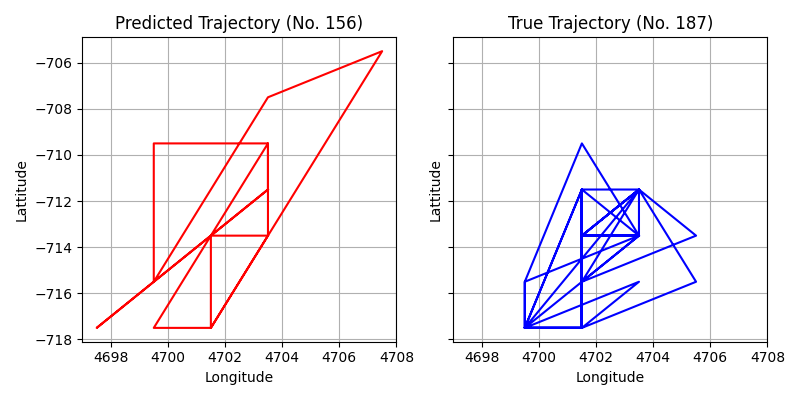 Predicted Trajectory (No. 156)
True Trajectory (No. 187)
−706
−708
−710
−712
−714
−716
−718
Lattitude
Lattitude
4698 4700 4702 4704 4706 4708
4698 4700 4702 4704 4706 4708
Longitude
Longitude